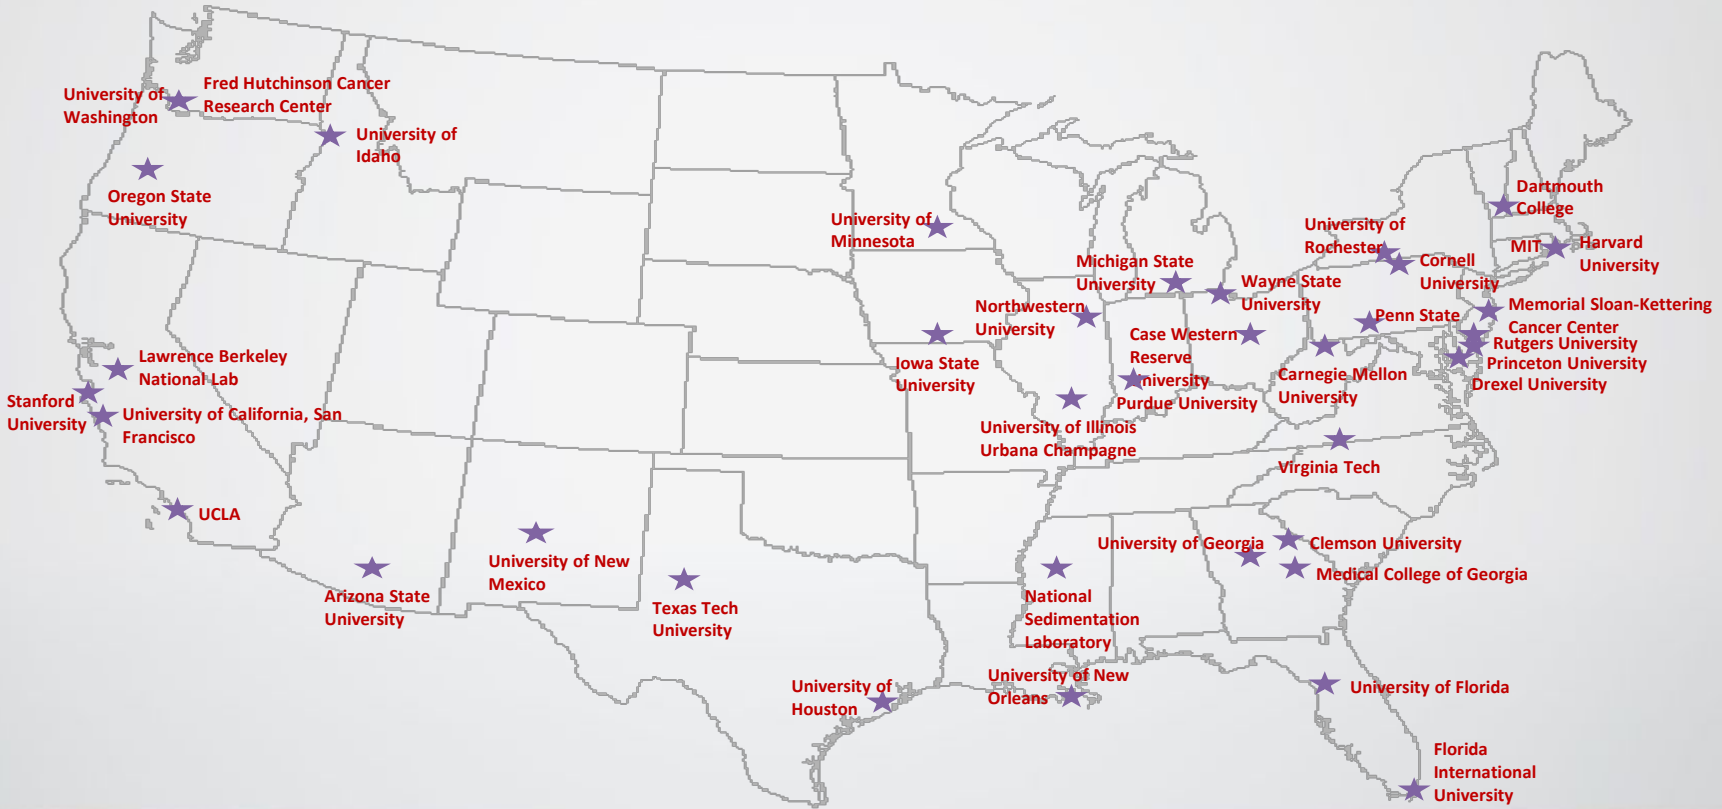 Fred Hutchinson Cancer
Research Center
University of
Washington
University of
Idaho
Oregon State
University
University of
Minnesota
Dartmouth
College
University of
Rochester
MIT
Harvard
University
Cornell
University
Michigan State
University
Wayne State
University
Northwestern
University
Memorial Sloan-Kettering
Cancer Center
Penn State
Rutgers University
Princeton University
Drexel University
Case Western
Reserve
University
Purdue University
Lawrence Berkeley
National Lab
Iowa State
University
Carnegie Mellon
University
Stanford
University
University of California, San
Francisco
University of Illinois
Urbana Champagne
Virginia Tech
UCLA
University of Georgia
Clemson University
Medical College of Georgia
University of New
Mexico
Arizona State
University
Texas Tech
University
National
Sedimentation
Laboratory
University of
Houston
University of New
Orleans
University of Florida
Florida
International
University